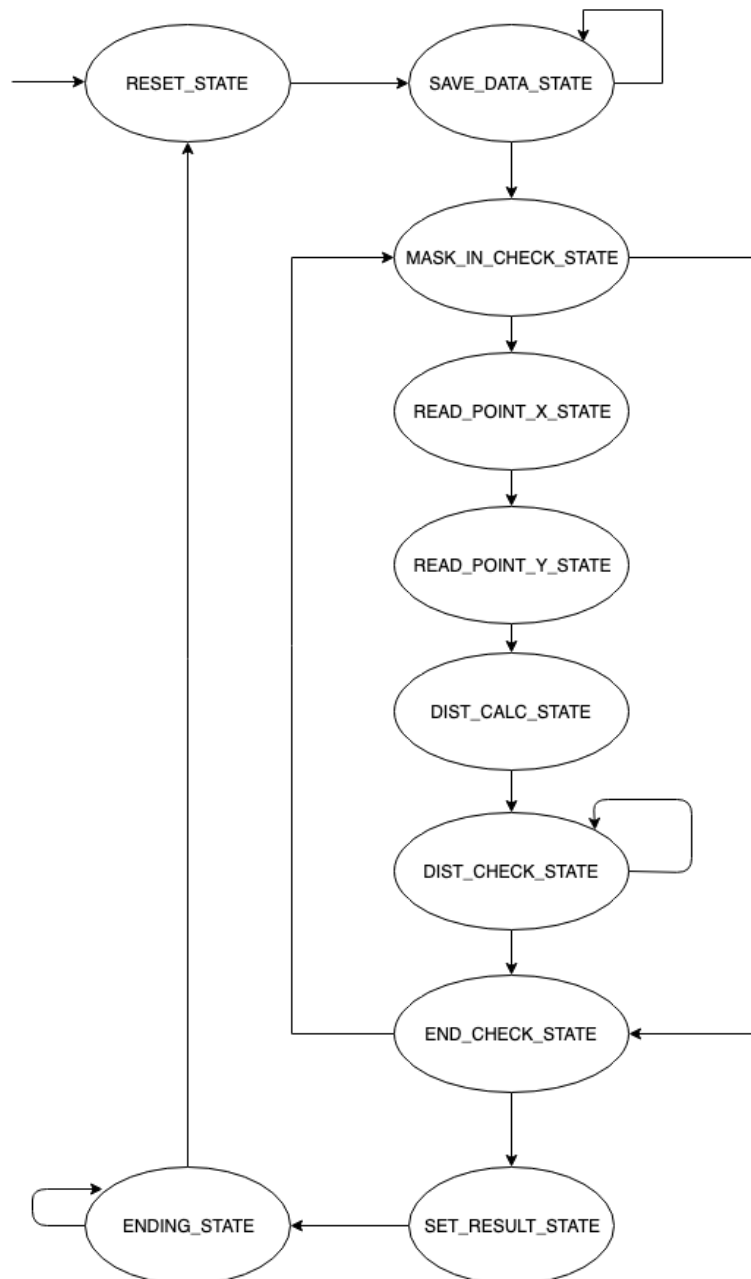 RESET_STATE
SAVE_DATA_STATE
MASK_IN_CHECK_STATE
READ_POINT_X_STATE
READ_POINT_Y_STATE
DIST_CALC_STATE
DIST_CHECK_STATE
END_CHECK_STATE
ENDING_STATE
SET_RESULT_STATE